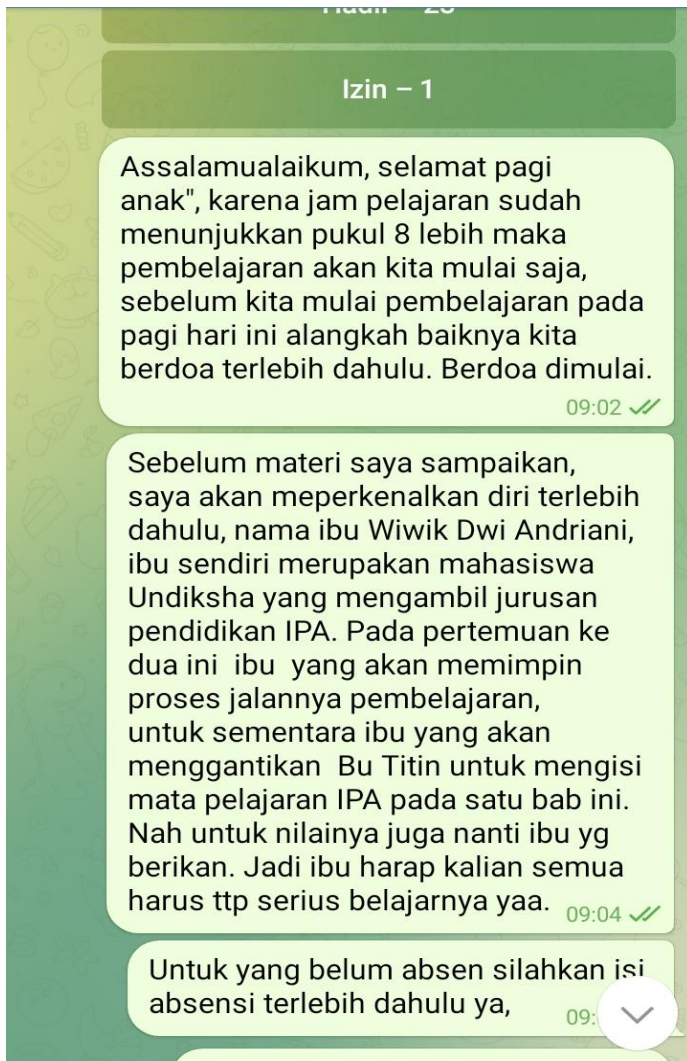 Izin – 1
Assalamualaikum, selamat pagi
anak", karena jam pelajaran sudah
menunjukkan pukul 8 lebih maka
pembelajaran akan kita mulai saja,
sebelum kita mulai pembelajaran pada
pagi hari ini alangkah baiknya kita
berdoa terlebih dahulu. Berdoa dimulai.
09:02
Sebelum materi saya sampaikan,
saya akan meperkenalkan diri terlebih
dahulu, nama ibu Wiwik Dwi Andriani,
ibu sendiri merupakan mahasiswa
Undiksha yang mengambil jurusan
pendidikan IPA. Pada pertemuan ke
dua ini  ibu  yang akan memimpin
proses jalannya pembelajaran,
untuk sementara ibu yang akan
menggantikan  Bu Titin untuk mengisi
mata pelajaran IPA pada satu bab ini.
Nah untuk nilainya juga nanti ibu yg
berikan. Jadi ibu harap kalian semua
harus ttp serius belajarnya yaa. 09:04
Untuk yang belum absen silahkan isi
absensi terlebih dahulu ya, 09: